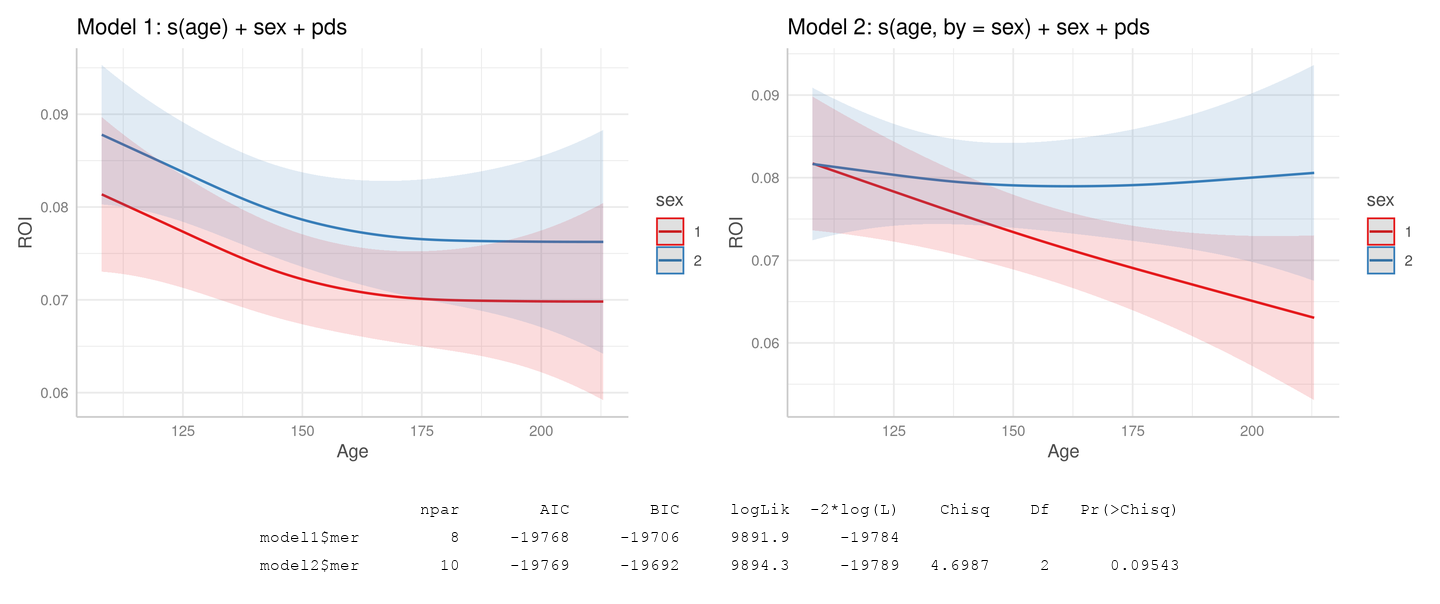 Model 1: s(age) + sex + pds
0.09
0.08
0.07
0.06
ROI
125 150 175 200
Age
sex
1
2
Model 2: s(age, by = sex) + sex + pds
0.09
0.08
0.07
0.06
ROI
125 150 175 200
Age
sex
1
2
npar AIC BIC logLik -2*log(L) Chisq Df Pr(>Chisq)
model1$mer 8 -19768 -19706 9891.9 -19784
model2$mer 10 -19769 -19692 9894.3 -19789 4.6987 2 0.09543